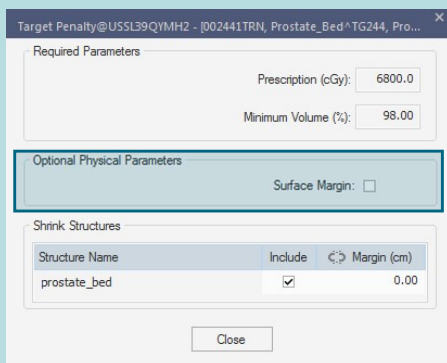 Target Penalty@USSL39QYMH2 - [002441TRN, Prostate_Bed^TG244, Pro...
Required Parameters
Prescription (cGy): 6800.0
Minimum Volume (%): 98.00
Optional Physical Parameters
Surface Margin:
Shrink Structures
Structure Name Include Margin (cm)
prostate_bed 0.00
Close